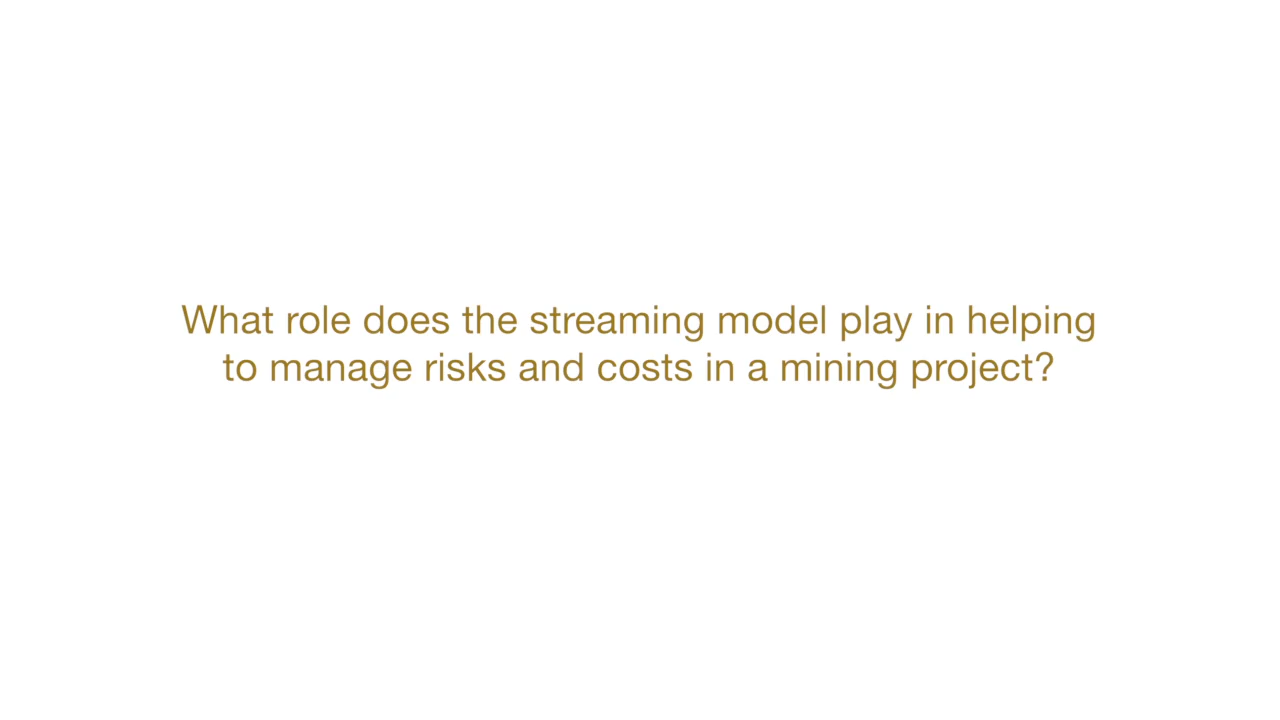 What role does the streaming model play in helping
to manage risks and costs in a mining project?